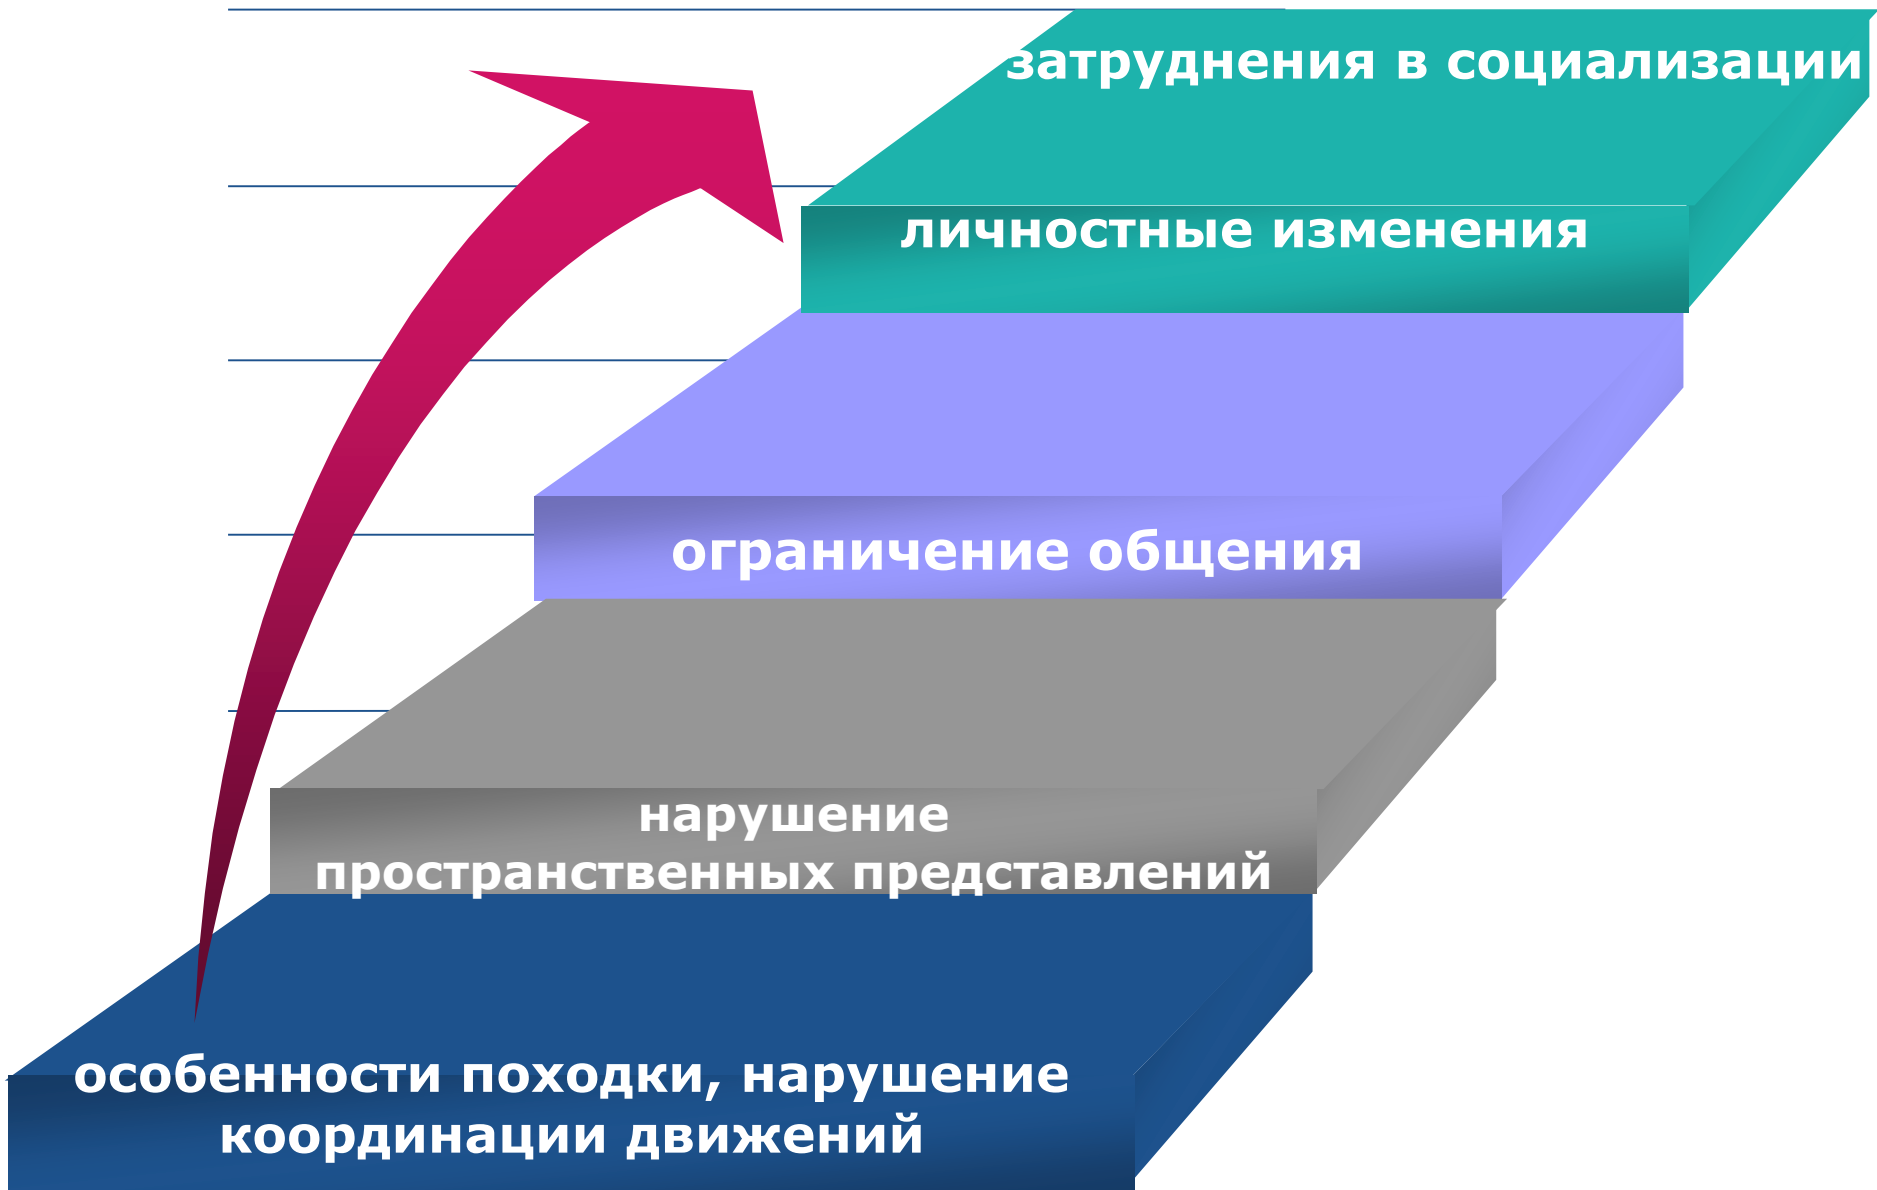 затруднения в социализации
личностные изменения
ограничение общения
нарушение
пространственных представлений
особенности походки, нарушение
координации движений